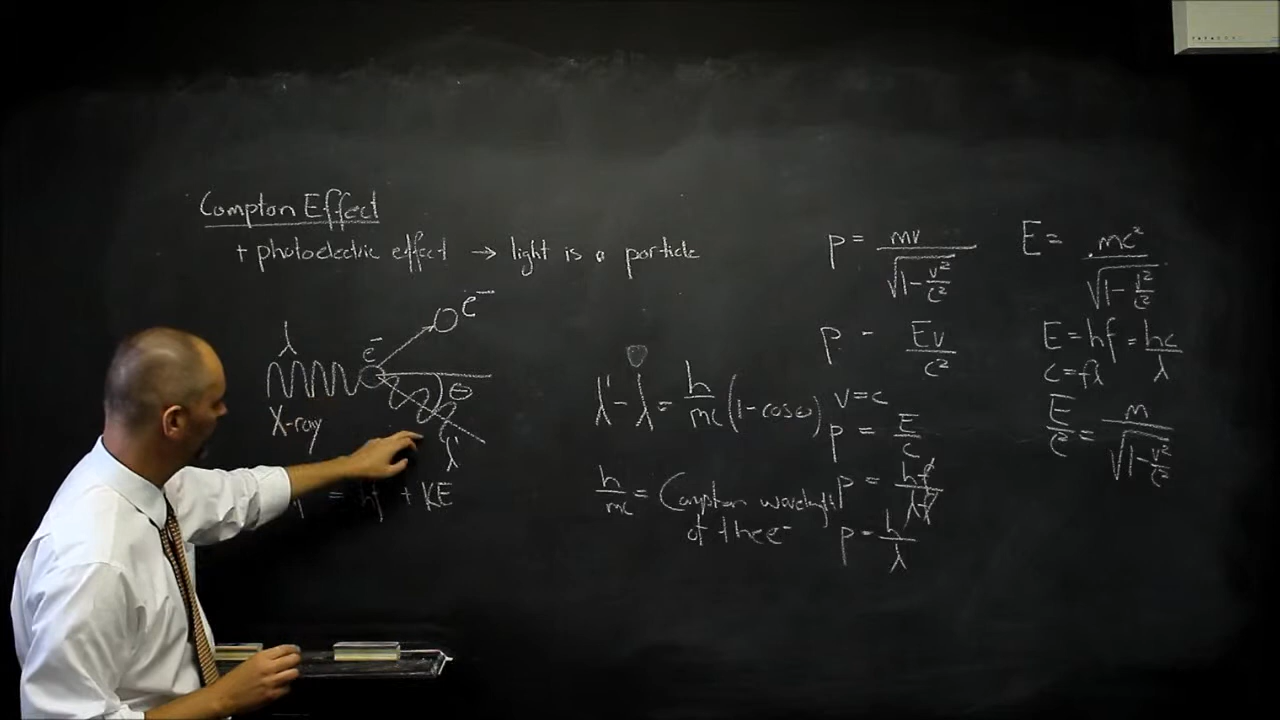 Compton Effect
+ photoelectric effect → light is a particle
e⁻
λ
e⁻
θ
X-ray
λ'
= hf + KE
λ' - λ = h/mc (1-cosθ)
h/mc = Compton wavelength
of the e⁻
p = mv/√(1-v²/c²)
p = Ev/c²
v=c
p = E/c
p = hf/λf
p = h/λ
E = mc²/√(1-v²/c²)
E = hf = hc/λ
c = fλ
E/c² = m/√(1-v²/c²)